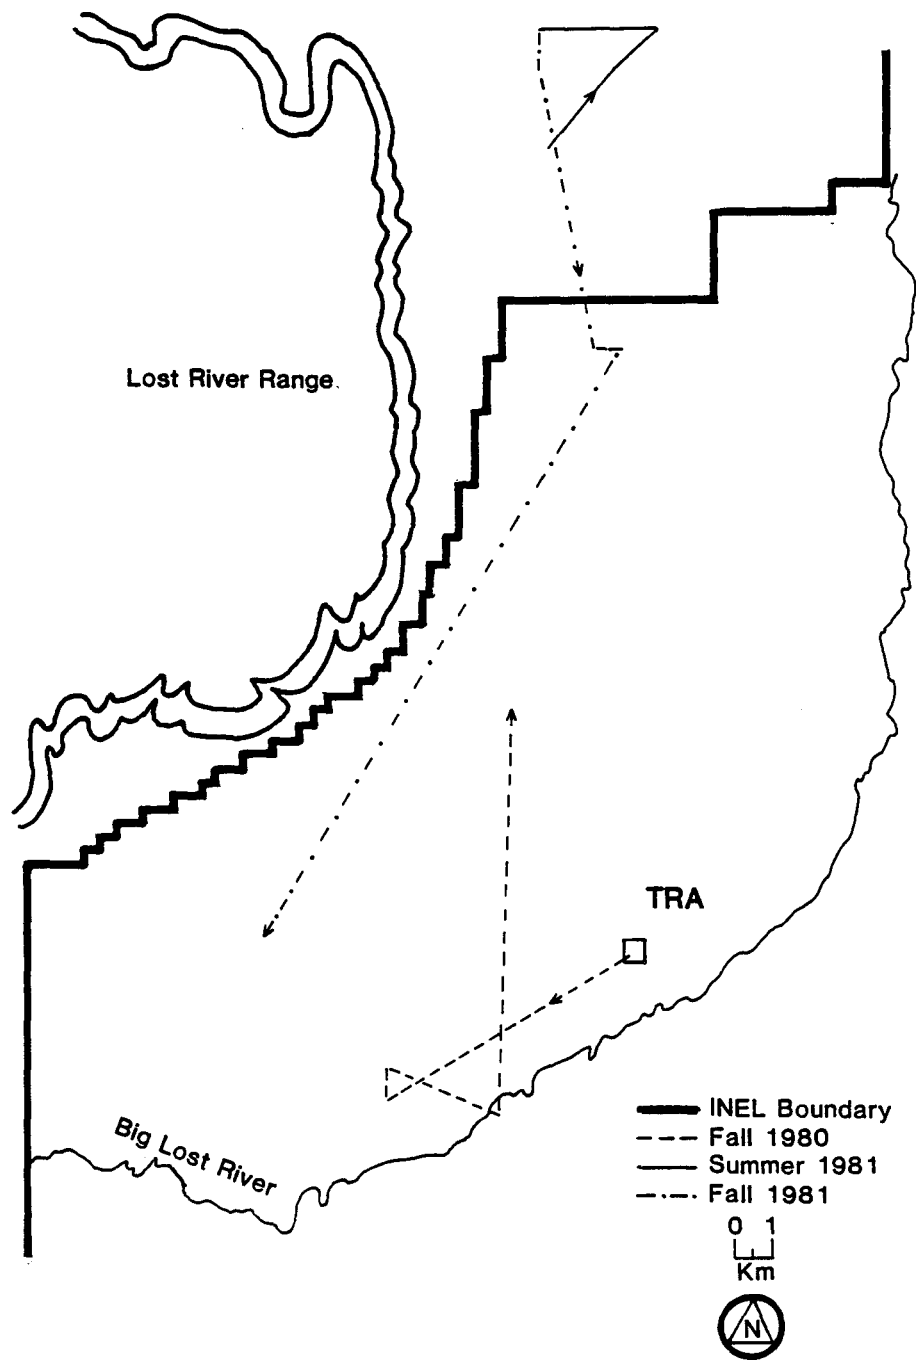 Lost River Range
TRA
Big Lost River
INEL Boundary
Fall 1980
Summer 1981
Fall 1981
0 1
Km
N